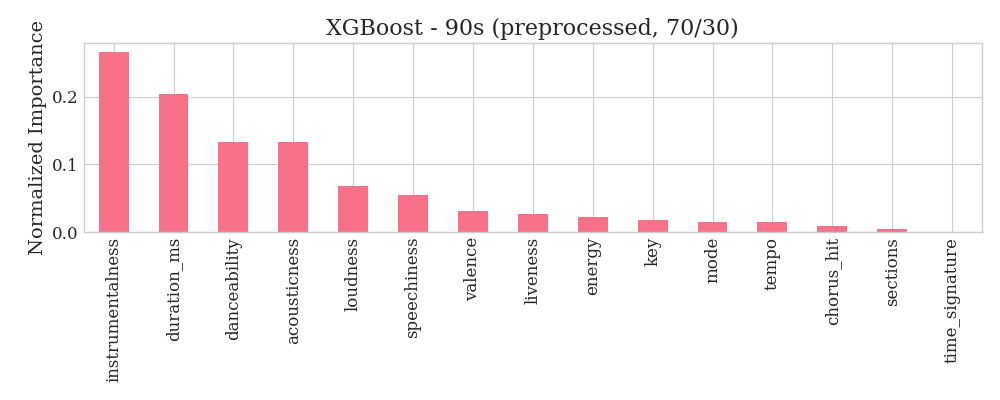 XGBoost - 90s (preprocessed, 70/30)
Normalized Importance
0.2
0.1
0.0
instrumentalness
duration_ms
danceability
acousticness
loudness
speechiness
valence
liveness
energy
key
mode
tempo
chorus_hit
sections
time_signature